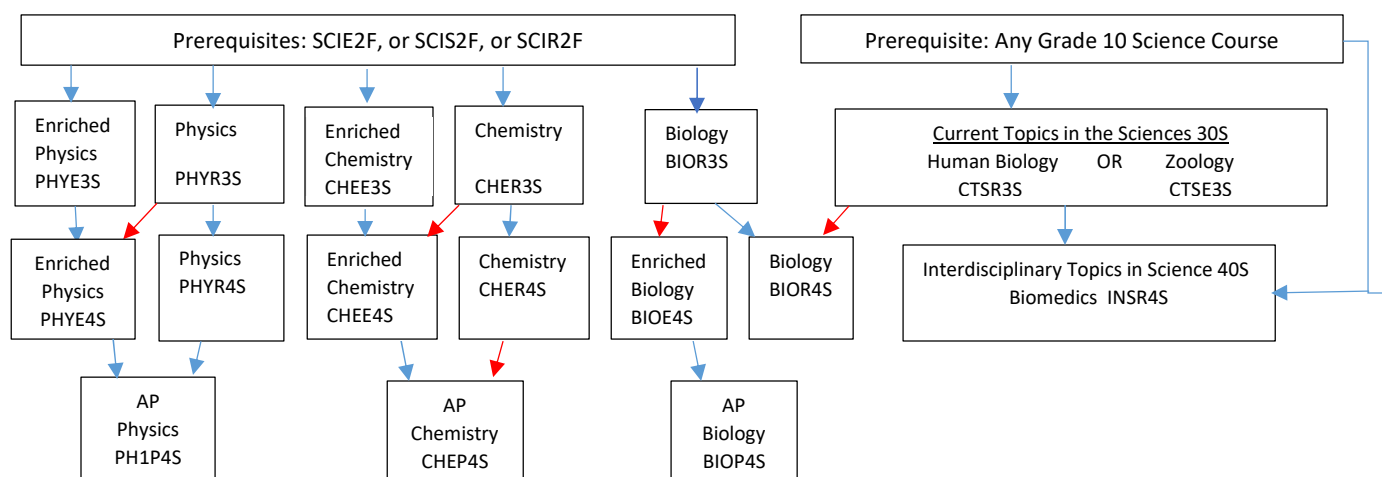 Prerequisites: SCIE2F, or SCIS2F, or SCIR2F
Prerequisite: Any Grade 10 Science Course
Enriched
Physics
PHYE3S
Physics
PHYR3S
Enriched
Chemistry
CHEE3S
Chemistry
CHER3S
Biology
BIOR3S
Current Topics in the Sciences 30S
Human Biology OR Zoology
CTSR3S CTSE3S
Enriched
Physics
PHYE4S
Physics
PHYR4S
Enriched
Chemistry
CHEE4S
Chemistry
CHER4S
Enriched
Biology
BIOE4S
Biology
BIOR4S
Interdisciplinary Topics in Science 40S
Biomedics INSR4S
AP
Physics
PH1P4S
AP
Chemistry
CHEP4S
AP
Biology
BIOP4S